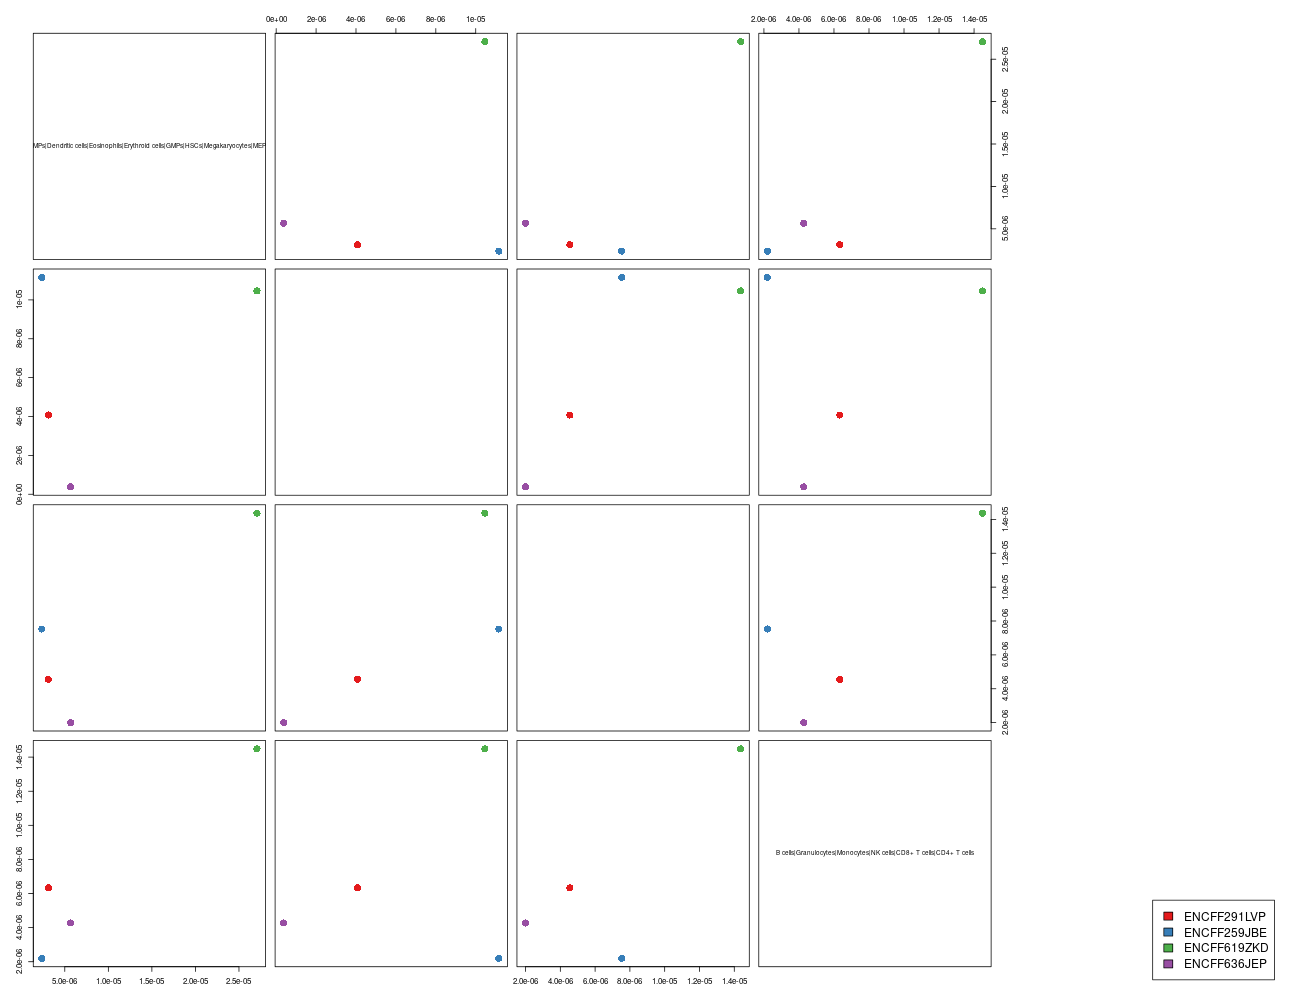 0e+00 2e-06 4e-06 6e-06 8e-06 1e-05
2.0e-06 4.0e-06 6.0e-06 8.0e-06 1.0e-05 1.2e-05 1.4e-05
MPs|Dendritic cells|Eosinophils|Erythroid cells|GMPs|HSCs|Megakaryocytes|MEP
5.0e-06 1.0e-05 1.5e-05 2.0e-05 2.5e-05
0e+00 2e-06 4e-06 6e-06 8e-06 1e-05
2.0e-06 4.0e-06 6.0e-06 8.0e-06 1.0e-05 1.2e-05 1.4e-05
2.0e-06 4.0e-06 6.0e-06 8.0e-06 1.0e-05 1.2e-05 1.4e-05
B cells|Granulocytes|Monocytes|NK cells|CD8+ T cells|CD4+ T cells
5.0e-06 1.0e-05 1.5e-05 2.0e-05 2.5e-05
2.0e-06 4.0e-06 6.0e-06 8.0e-06 1.0e-05 1.2e-05 1.4e-05
ENCFF291LVP
ENCFF259JBE
ENCFF619ZKD
ENCFF636JEP